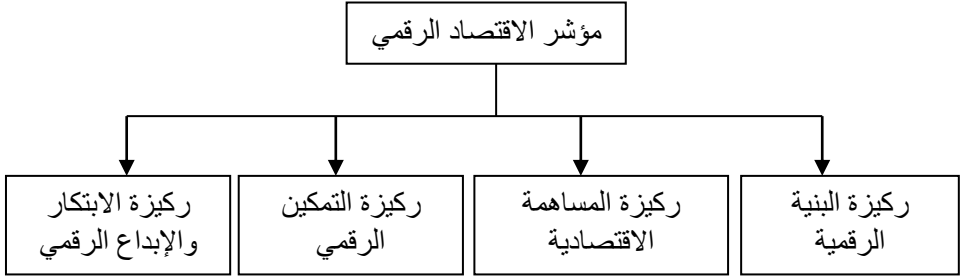 مؤشر الاقتصاد الرقمي
ركيزة البنية
الرقمية
ركيزة المساهمة
الاقتصادية
ركيزة التمكين
الرقمي
ركيزة الابتكار
والإبداع الرقمي